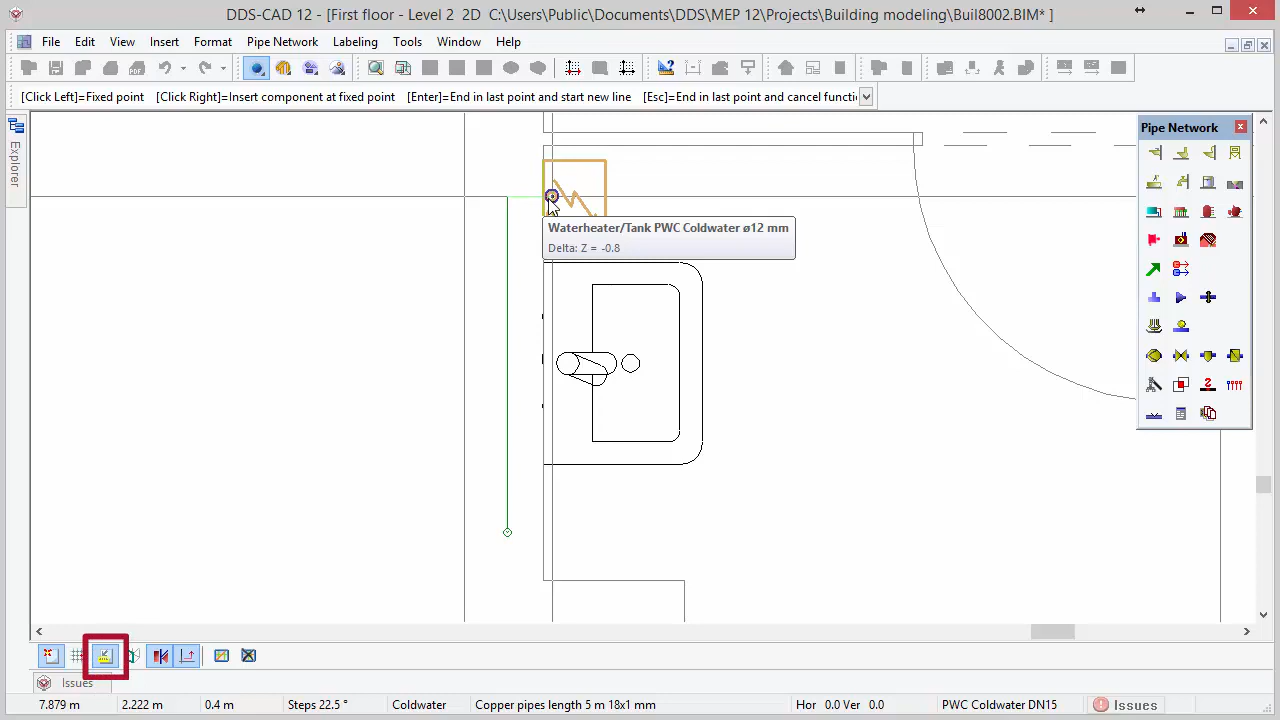 DDS-CAD 12 - [First floor - Level 2  2D  C:\Users\Public\Documents\DDS\MEP 12\Projects\Building modeling\Buil8002.BIM* ]
File Edit View Insert Format Pipe Network Labeling Tools Window Help
[Click Left]=Fixed point [Click Right]=Insert component at fixed point [Enter]=End in last point and start new line [Esc]=End in last point and cancel functi
Explorer
Pipe Network
Waterheater/Tank PWC Coldwater ø12 mm
Delta: Z = -0.8
Issues
7.879 m 2.222 m 0.4 m Steps 22.5 ° Coldwater Copper pipes length 5 m 18x1 mm Hor 0.0 Ver 0.0 PWC Coldwater DN15 Issues